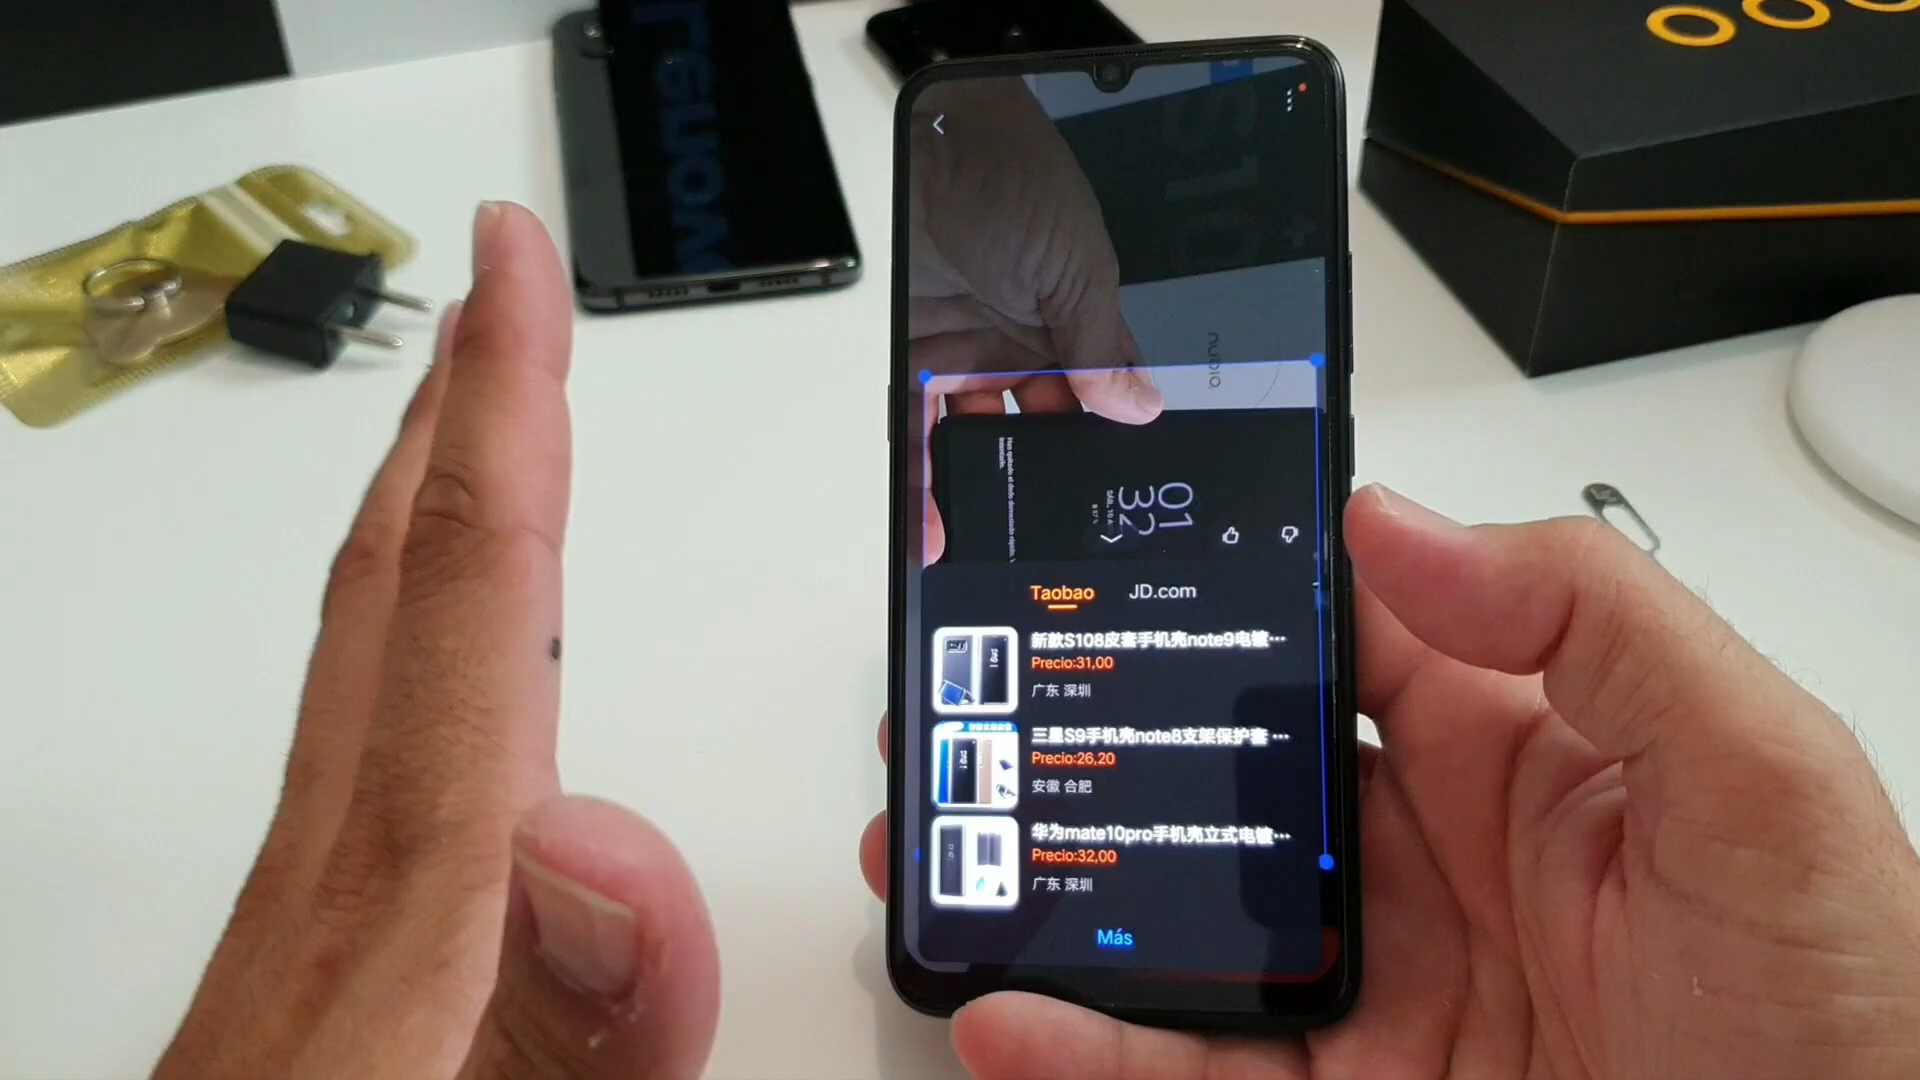 nubia
01
32
Taobao
JD.com
新款S108皮套手机壳note9电镀···
Precio:31,00
广东 深圳
三星S9手机壳note8支架保护套 ···
Precio:26,20
安徽 合肥
华为mate10pro手机壳立式电镀···
Precio:32,00
广东 深圳
Más